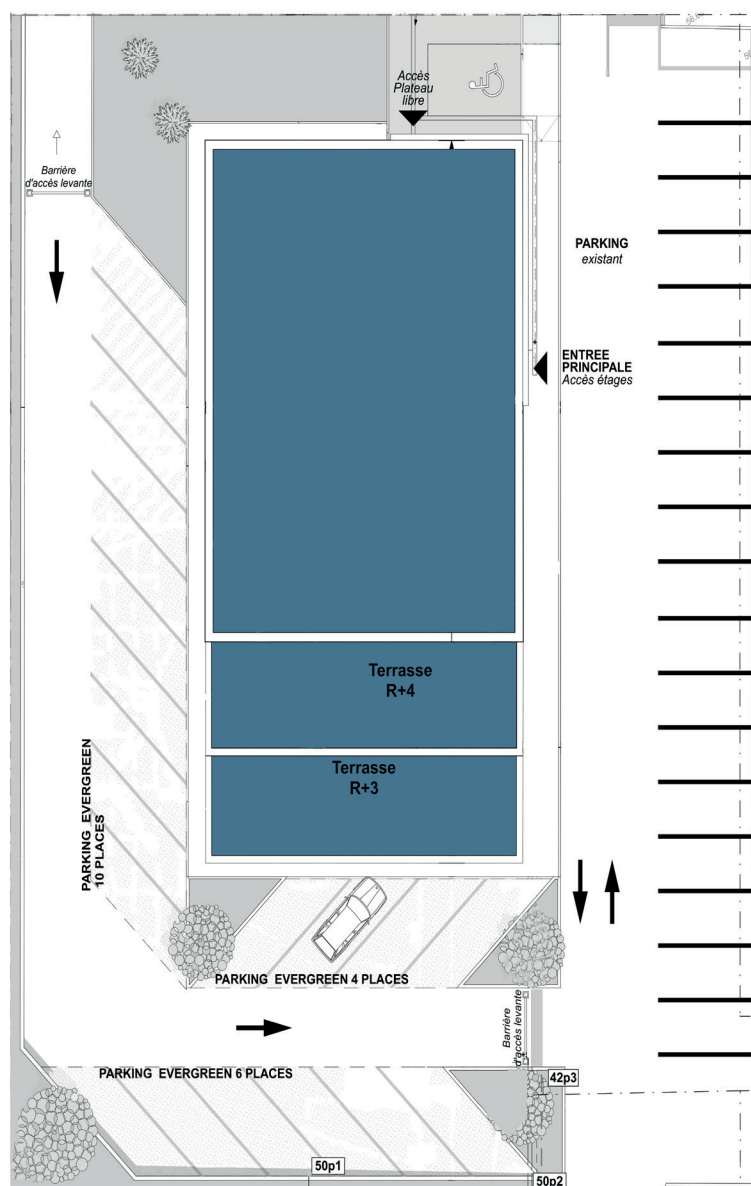 Accès
Plateau
libre
Barrière
d'accès levante
PARKING
existant
ENTREE
PRINCIPALE
Accès étages
Terrasse
R+4
Terrasse
R+3
PARKING EVERGREEN
10 PLACES
PARKING EVERGREEN 4 PLACES
Barrière
d'accès levante
PARKING EVERGREEN 6 PLACES
42p3
50p1
50p2